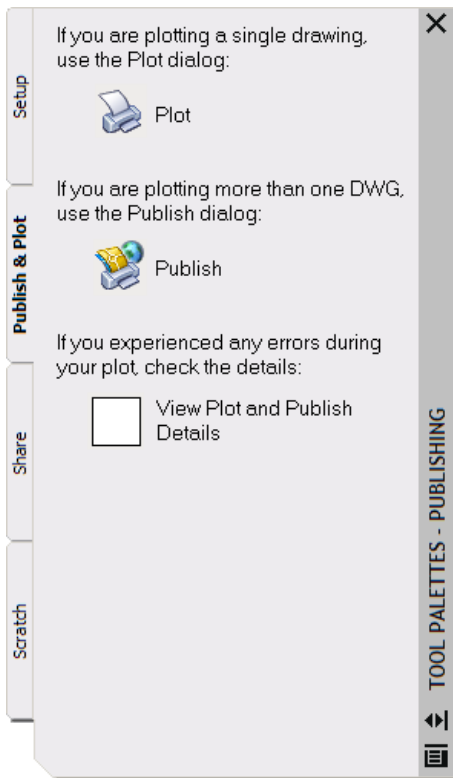 If you are plotting a single drawing,
use the Plot dialog:
Plot
If you are plotting more than one DWG,
use the Publish dialog:
Publish
If you experienced any errors during
your plot, check the details:
View Plot and Publish
Details
Setup
Publish & Plot
Share
Scratch
TOOL PALETTES - PUBLISHING